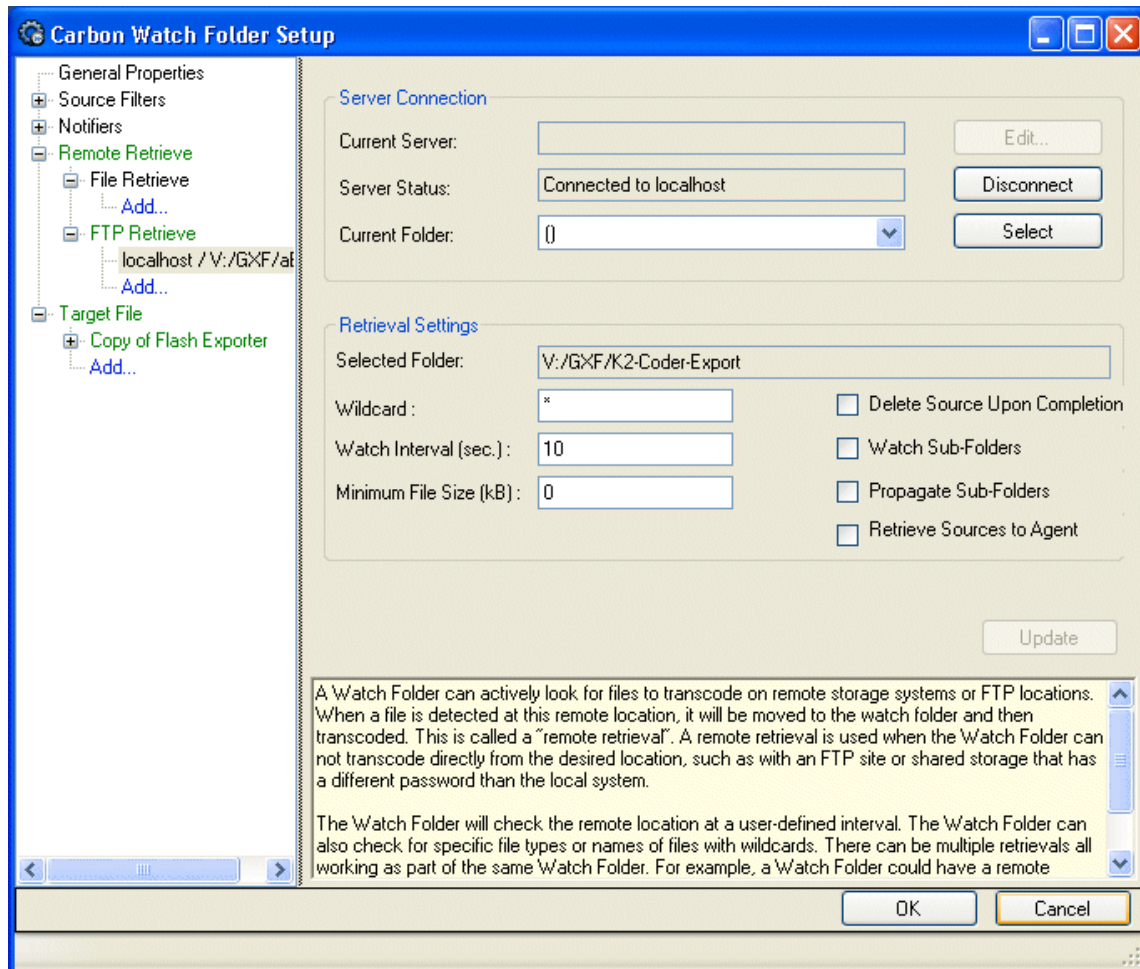 Carbon Watch Folder Setup
General Properties
Source Filters
Notifiers
Remote Retrieve
File Retrieve
Add...
FTP Retrieve
localhost / V:/GXF/aE
Add...
Target File
Copy of Flash Exporter
Add...
Server Connection
Current Server:
Edit...
Server Status:
Connected to localhost
Disconnect
Current Folder:
()
Select
Retrieval Settings
Selected Folder:
V:/GXF/K2-Coder-Export
Wildcard :
*
Delete Source Upon Completion
Watch Interval (sec.) :
10
Watch Sub-Folders
Minimum File Size (kB) :
0
Propagate Sub-Folders
Retrieve Sources to Agent
Update
A Watch Folder can actively look for files to transcode on remote storage systems or FTP locations.
When a file is detected at this remote location, it will be moved to the watch folder and then
transcoded. This is called a "remote retrieval". A remote retrieval is used when the Watch Folder can
not transcode directly from the desired location, such as with an FTP site or shared storage that has
a different password than the local system.
The Watch Folder will check the remote location at a user-defined interval. The Watch Folder can
also check for specific file types or names of files with wildcards. There can be multiple retrievals all
working as part of the same Watch Folder. For example, a Watch Folder could have a remote
OK
Cancel